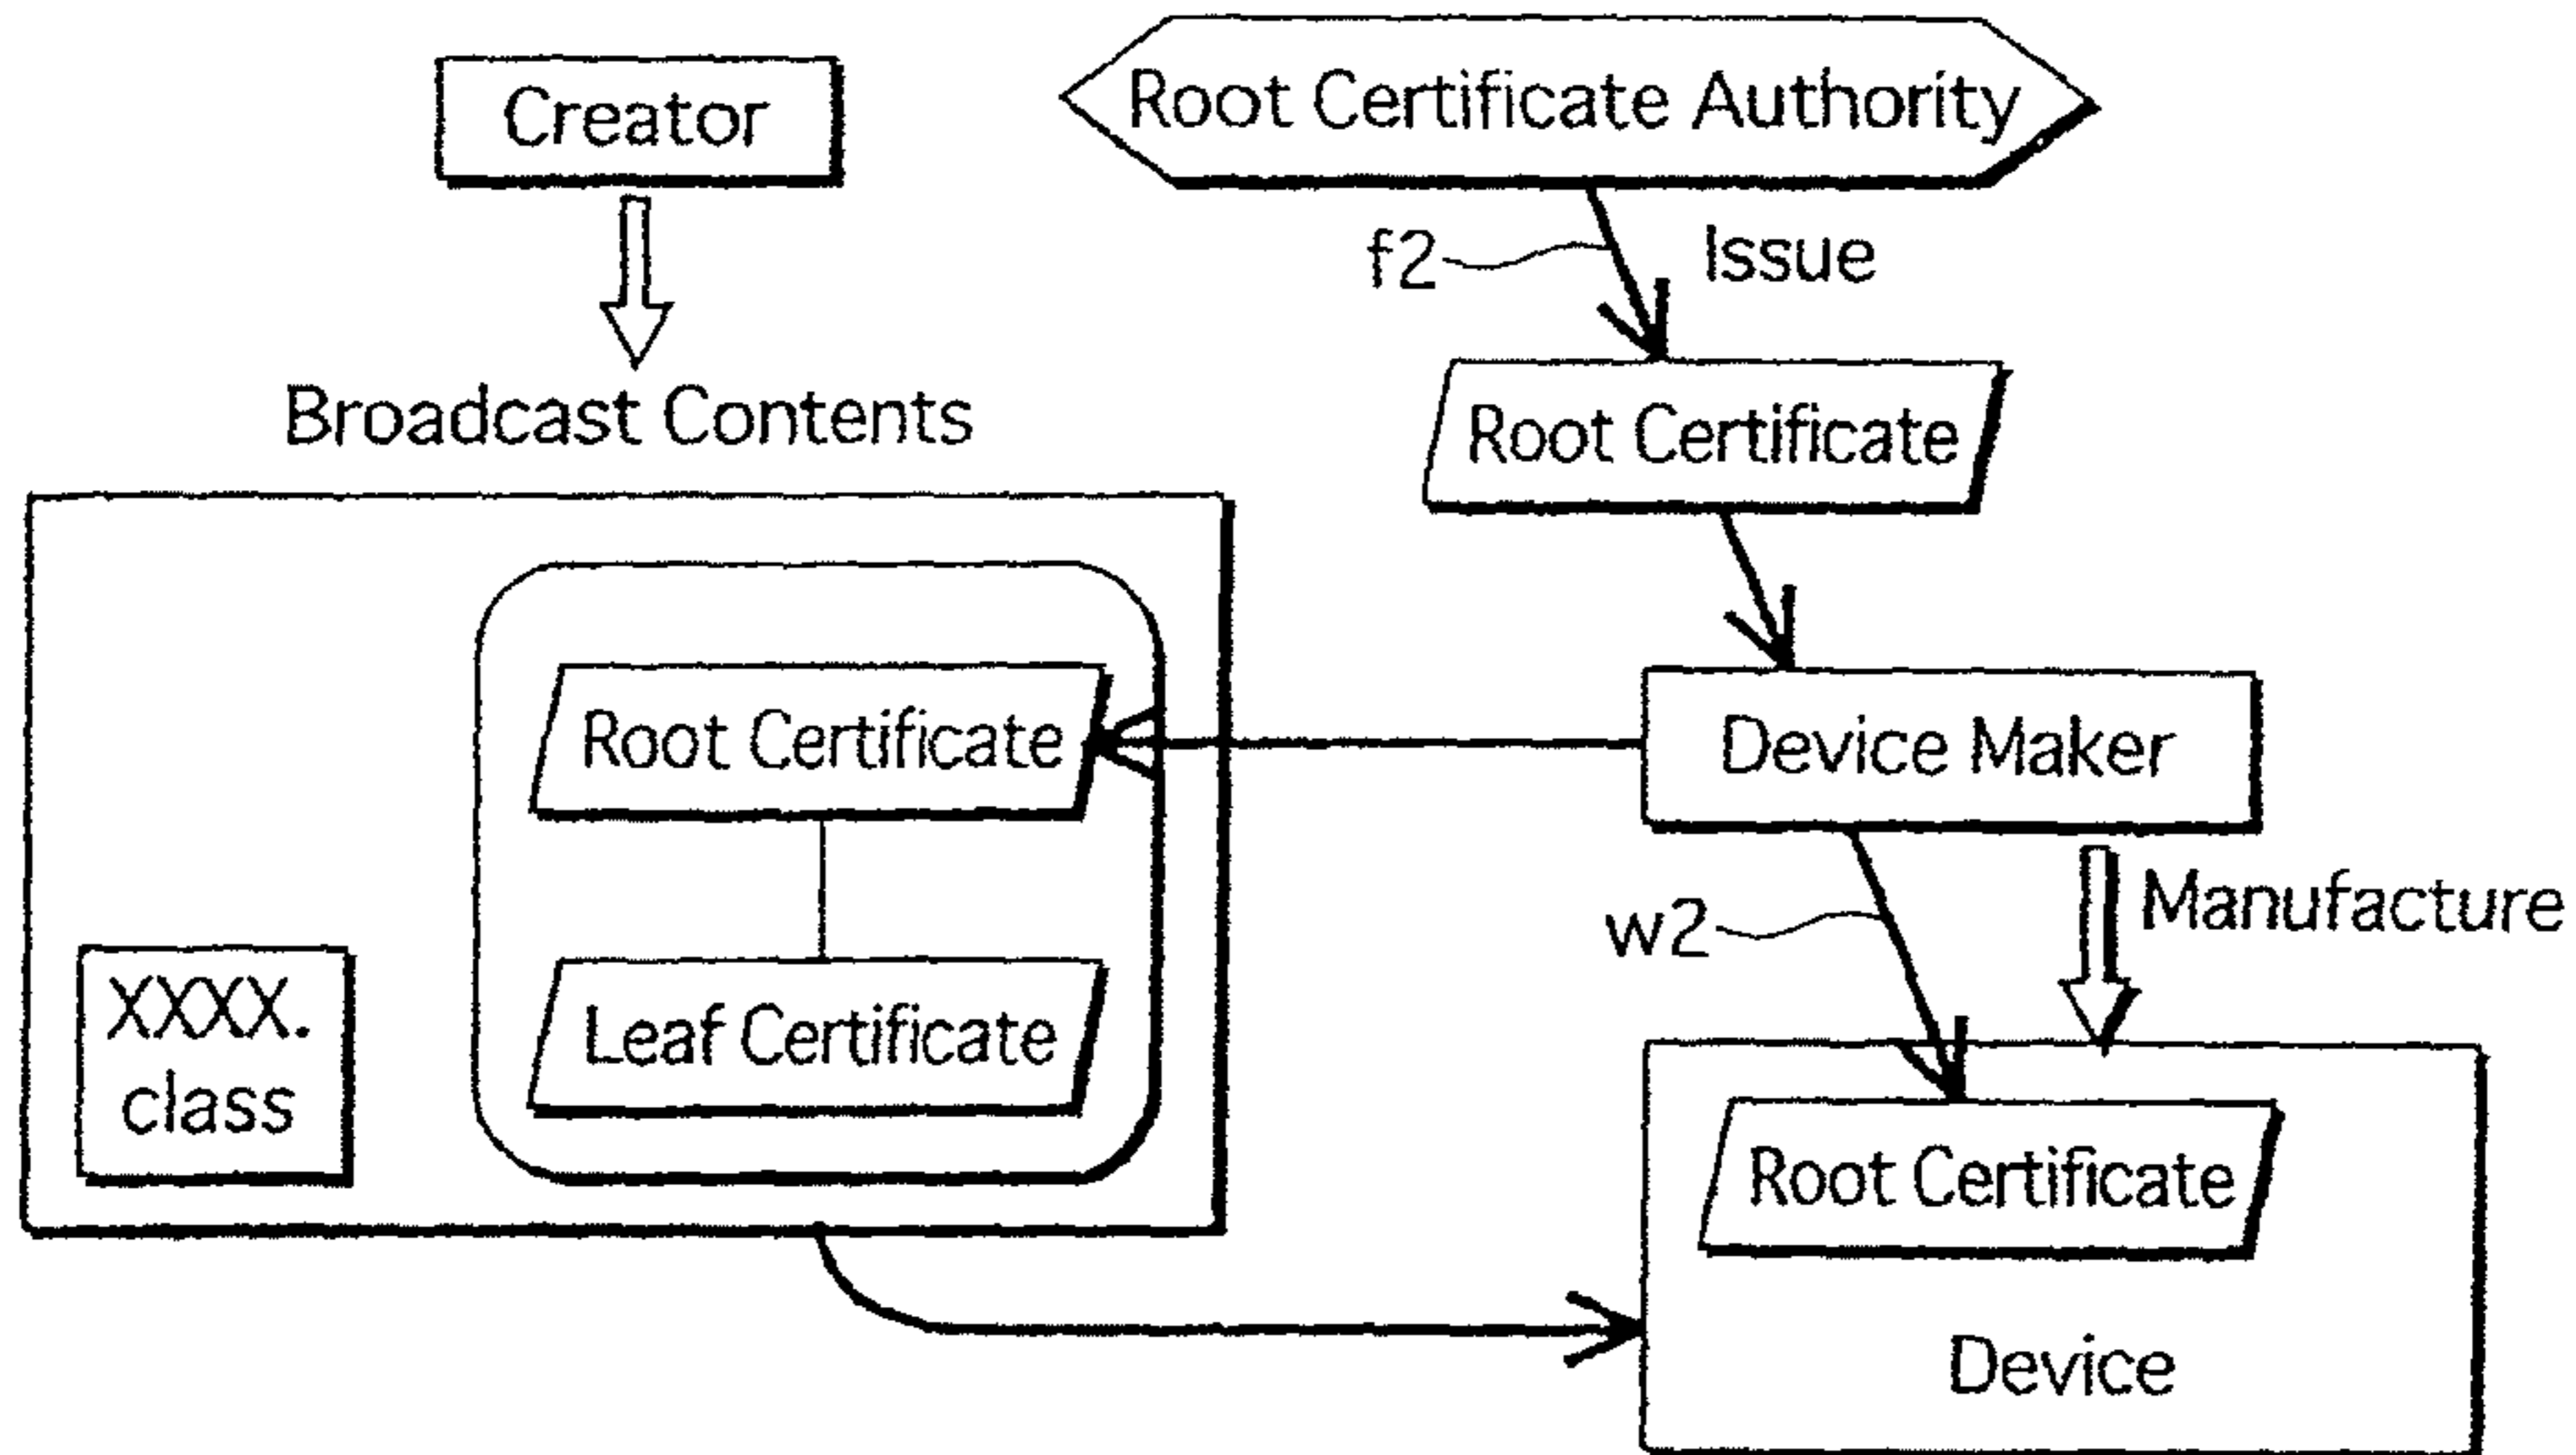 Creator
Root Certificate Authority
f2
Issue
Broadcast Contents
Root Certificate
Root Certificate
Device Maker
w2
Manufacture
XXXX.
class
Leaf Certificate
Root Certificate
Device